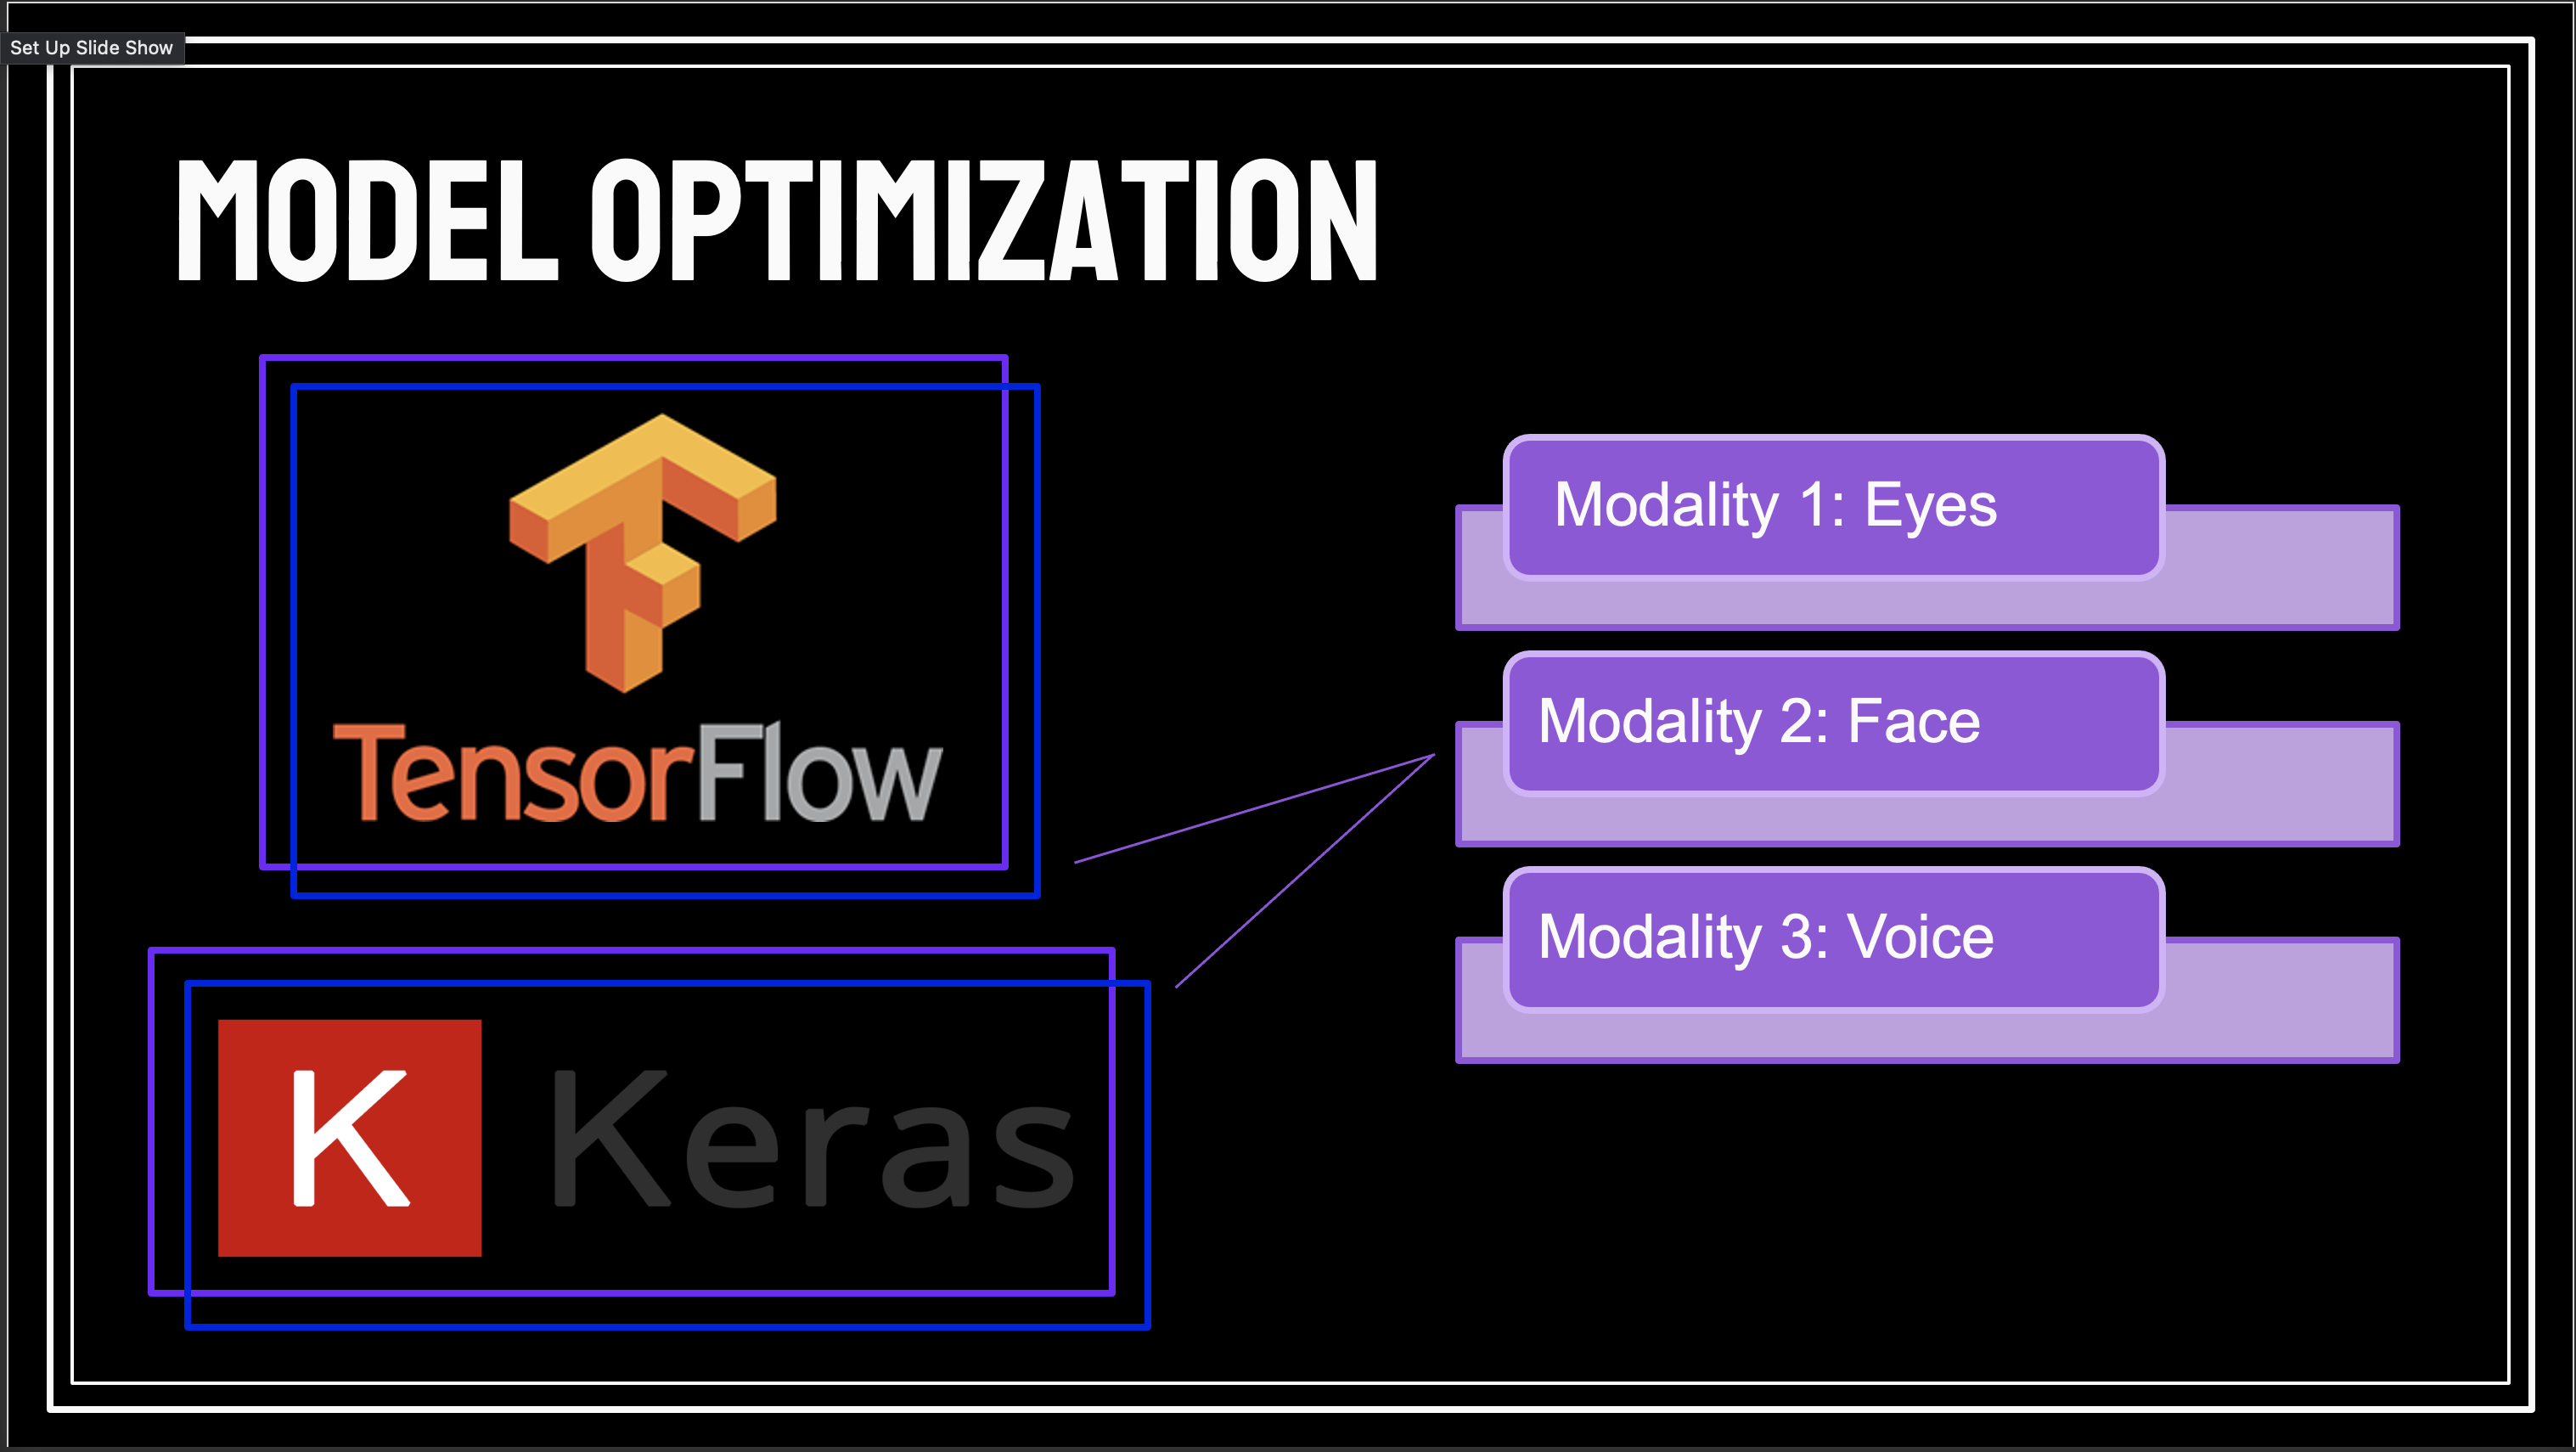 Set Up Slide Show
MODEL OPTIMIZATION
TensorFlow
K Keras
Modality 1: Eyes
Modality 2: Face
Modality 3: Voice